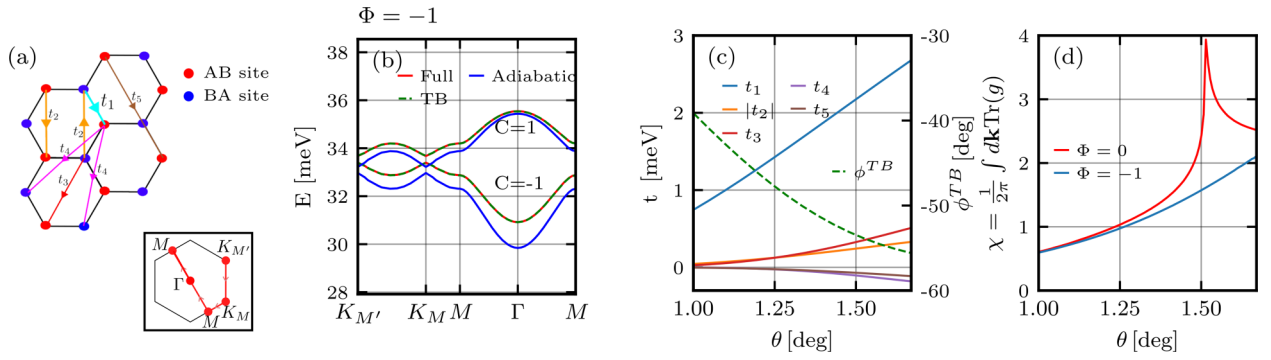 Φ = −1
(a)
AB site
BA site
t₁
t₂
t₂
t₃
t₄
t₄
t₅
M
K_{M'}
Γ
K_M
M
(b)
Full
Adiabatic
TB
C=1
C=-1
E [meV]
38
36
34
32
30
28
K_{M'}
K_M
M
Γ
M
(c)
t₁
|t₂|
t₃
t₄
t₅
ϕ^{TB}
t [meV]
3
2
1
0
1.00
1.25
1.50
θ [deg]
-30
-40
-50
-60
ϕ^{TB} [deg]
(d)
Φ = 0
Φ = −1
χ = \frac{1}{2π} ∫ d**k**Tr(g)
4
3
2
1
0
1.00
1.25
1.50
θ [deg]